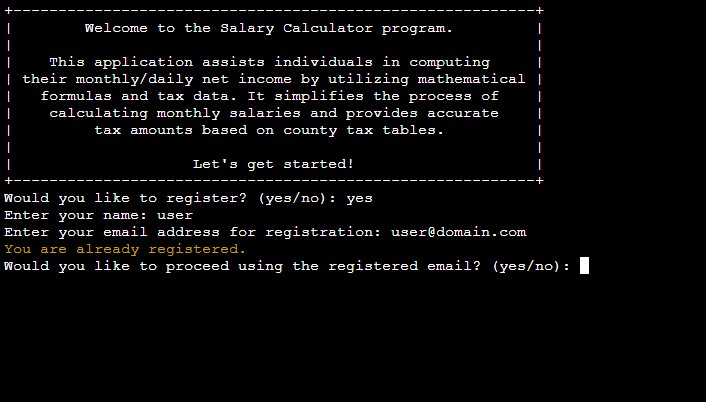 Welcome to the Salary Calculator program.
This application assists individuals in computing
their monthly/daily net income by utilizing mathematical
formulas and tax data. It simplifies the process of
calculating monthly salaries and provides accurate
tax amounts based on county tax tables.
Let's get started!
Would you like to register? (yes/no): yes
Enter your name: user
Enter your email address for registration: user@domain.com
You are already registered.
Would you like to proceed using the registered email? (yes/no):